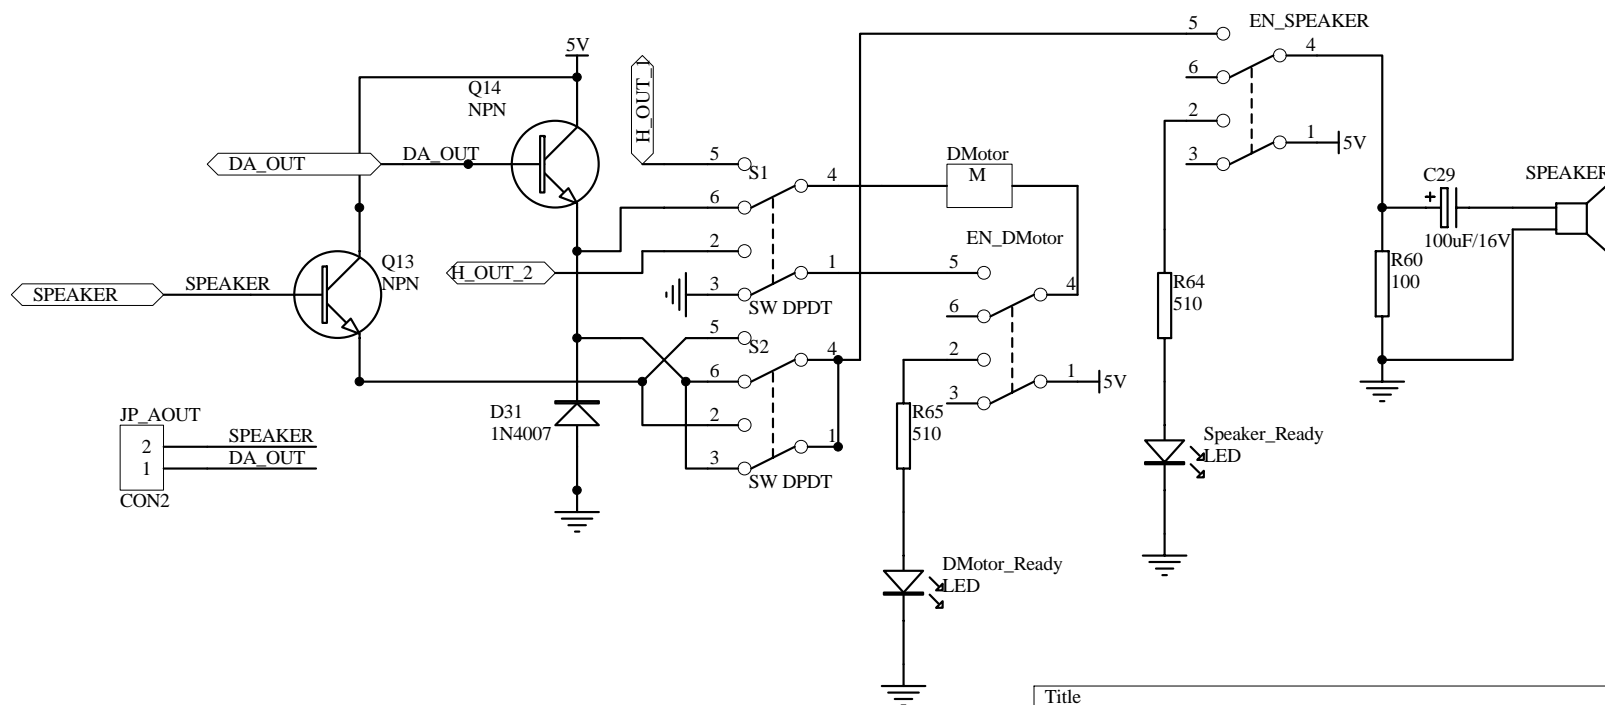 5 EN_SPEAKER
4
6
2
1
5V
3
5V
H_OUT_1
Q14
NPN
DA_OUT
DA_OUT
5
S1
4
6
2
1
3
SW DPDT
H_OUT_2
DMotor
M
EN_DMotor
5
4
6
2
1
5V
3
C29
+
100uF/16V
SPEAKER
R60
100
R64
510
Q13
NPN
SPEAKER
SPEAKER
5
S2
4
6
2
1
3
SW DPDT
D31
1N4007
R65
510
JP_AOUT
2 SPEAKER
1 DA_OUT
CON2
Speaker_Ready
LED
DMotor_Ready
LED
Title